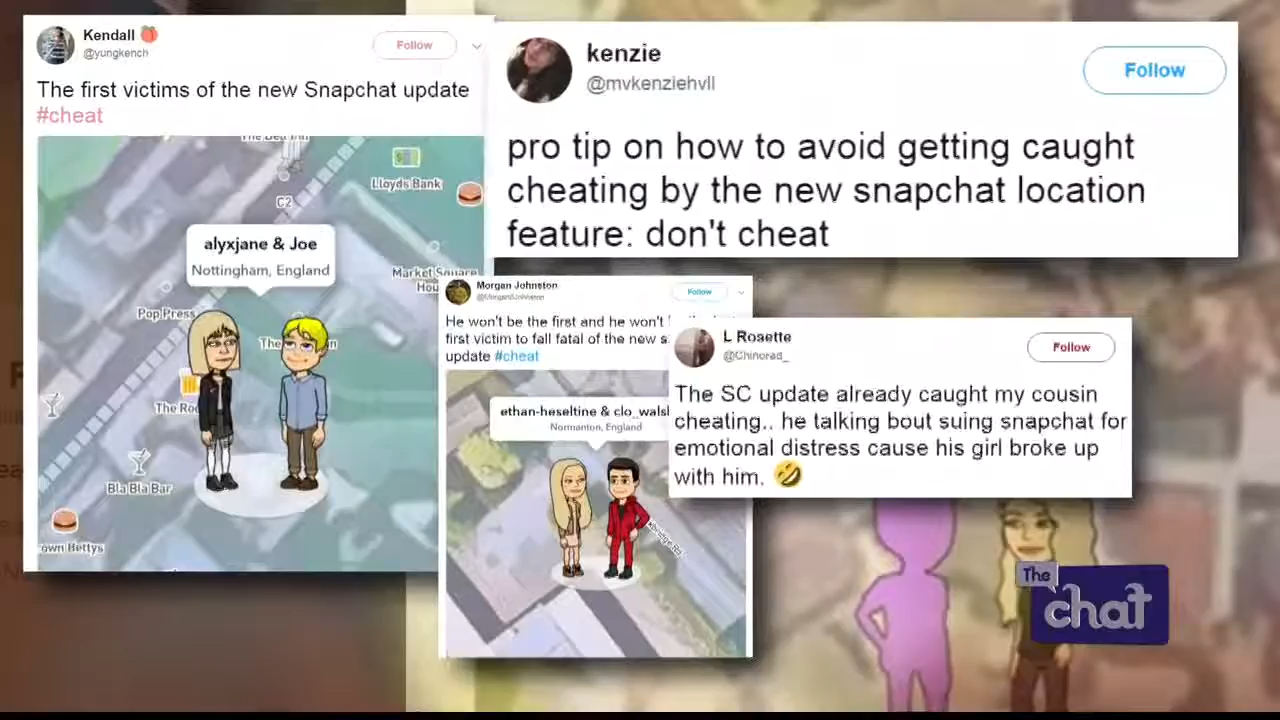 Kendall 🍑
@yungkench
Follow
The first victims of the new Snapchat update
#cheat
Lloyds Bank
C2
alyxjane & Joe
Nottingham, England
Market Square
Pop Press
The
The
BlaBlaBar
own Bettys
kenzie
@mvkenziehvll
Follow
pro tip on how to avoid getting caught
cheating by the new snapchat location
feature: don't cheat
Morgan Johnston
Follow
He won't be the first and he won't
first victim to fall fatal of the new s
update #cheat
ethan-heseltine & clo_wals
Normanton, England
L Rosette
@Chinorad_
Follow
The SC update already caught my cousin
cheating.. he talking bout suing snapchat for
emotional distress cause his girl broke up
with him. 🤣
The
chat